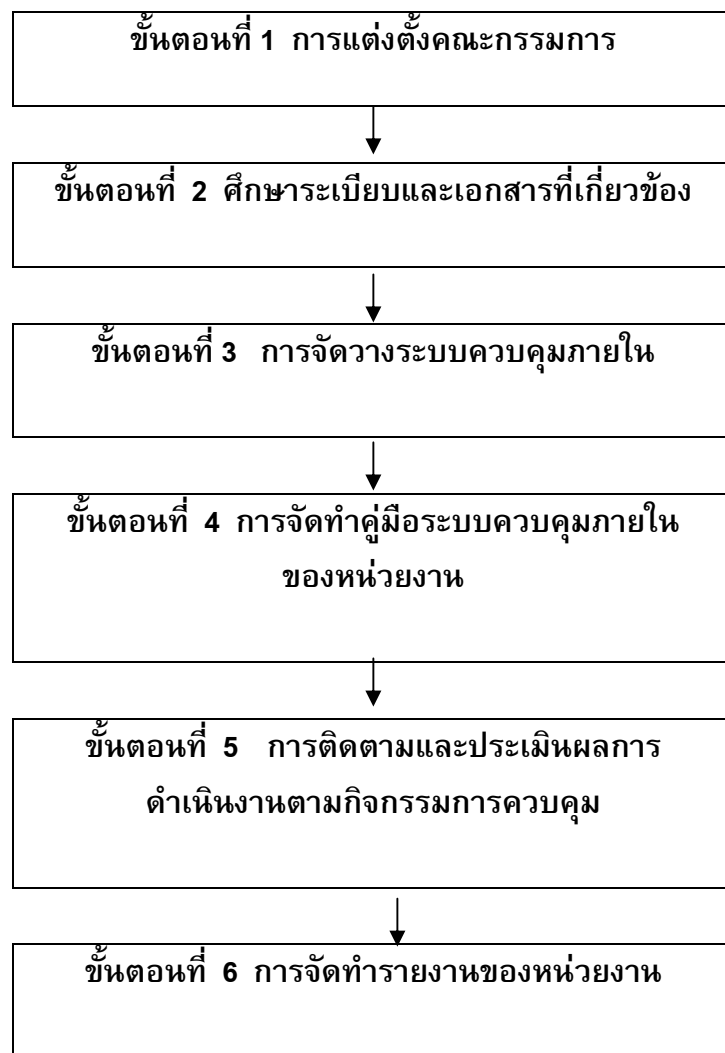 ขั้นตอนที่ 1 การแต่งตั้งคณะกรรมการ
ขั้นตอนที่ 2 ศึกษาระเบียบและเอกสารที่เกี่ยวข้อง
ขั้นตอนที่ 3 การจัดวางระบบควบคุมภายใน
ขั้นตอนที่ 4 การจัดทำคู่มือระบบควบคุมภายใน
ของหน่วยงาน
ขั้นตอนที่ 5 การติดตามและประเมินผลการ
ดำเนินงานตามกิจกรรมการควบคุม
ขั้นตอนที่ 6 การจัดทำรายงานของหน่วยงาน